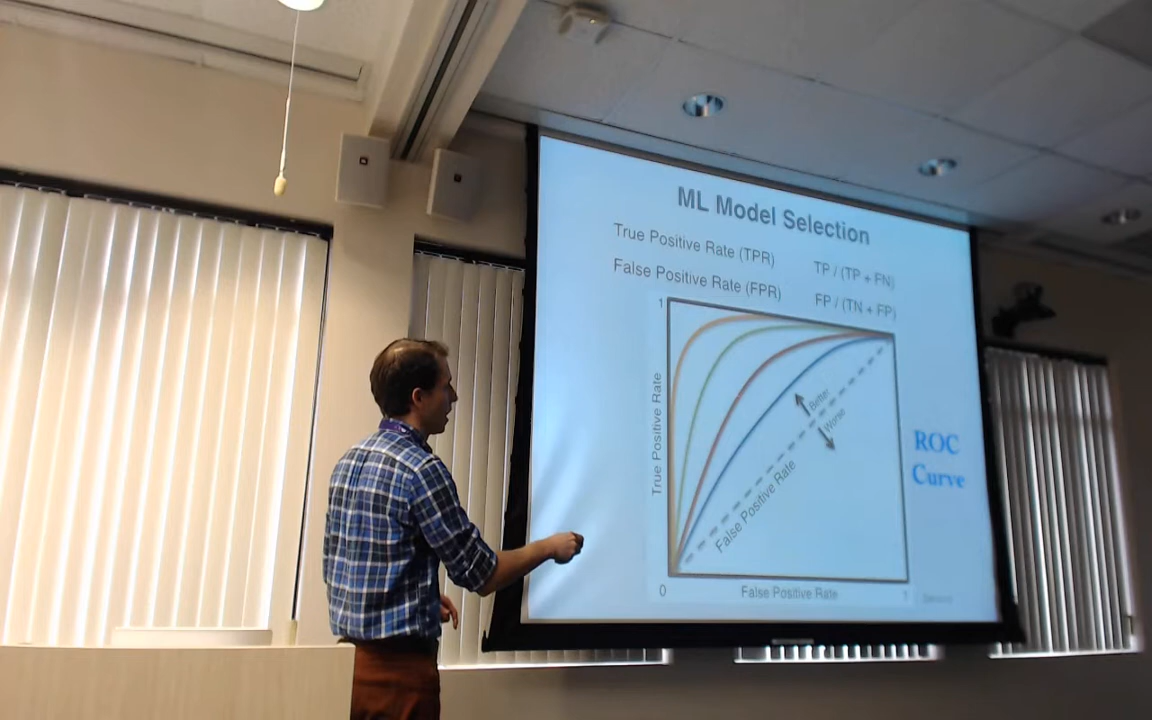 ML Model Selection
True Positive Rate (TPR) TP / (TP + FN)
False Positive Rate (FPR) FP / (TN + FP)
1
True Positive Rate
Better
Worse
False Positive Rate
ROC
Curve
0 False Positive Rate 1